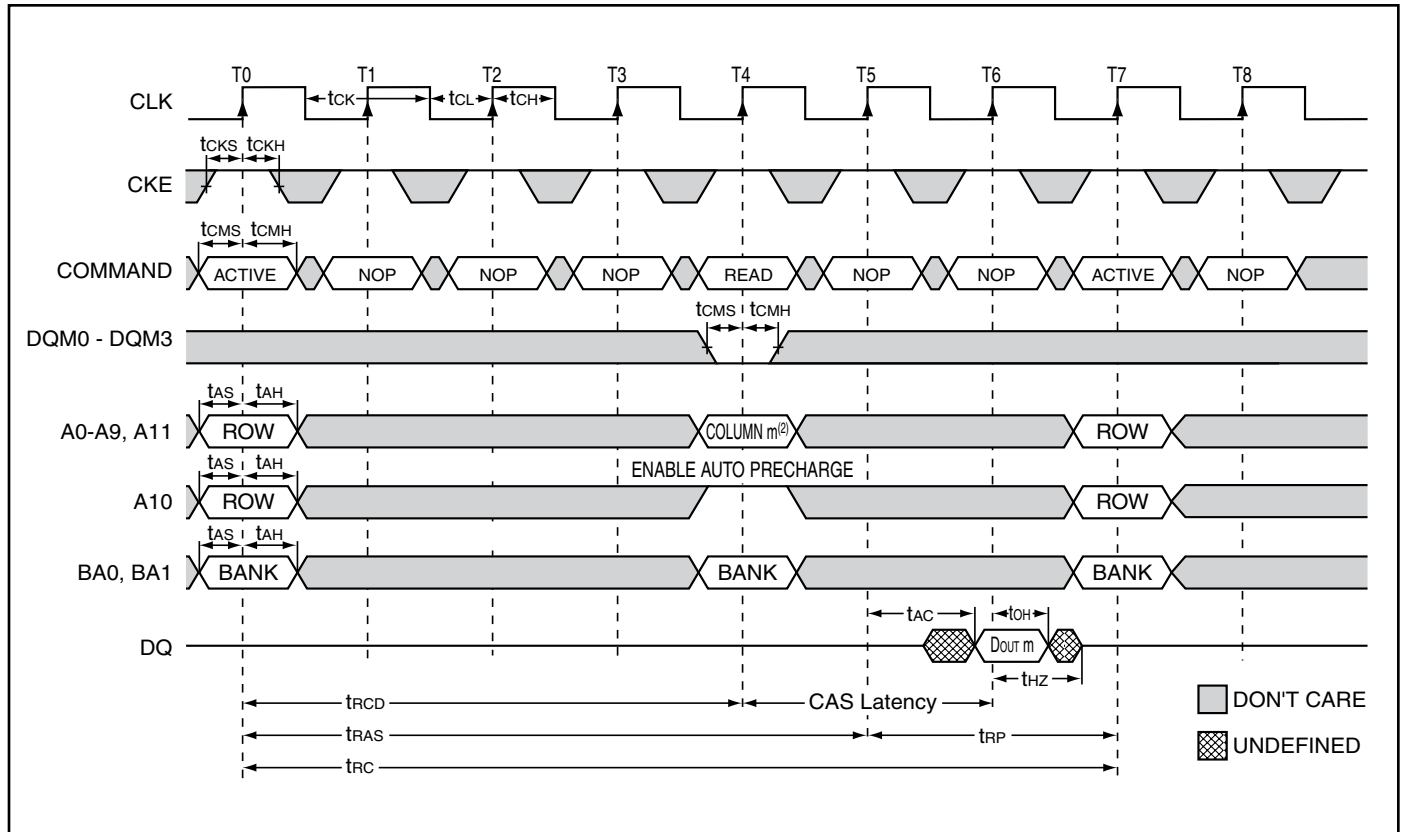 T0 T1 T2 T3 T4 T5 T6 T7 T8
CLK tCK tCL tCH
tCKS tCKH
CKE
tCMS tCMH
COMMAND ACTIVE NOP NOP NOP READ NOP NOP ACTIVE NOP
tCMS tCMH
DQM0 - DQM3
tAS tAH
A0-A9, A11 ROW COLUMN m(2) ROW
tAS tAH ENABLE AUTO PRECHARGE
A10 ROW ROW
tAS tAH
BA0, BA1 BANK BANK BANK
tAC tOH
DQ DOUT m
tHZ
tRCD CAS Latency
DON'T CARE
tRAS tRP
UNDEFINED
tRC